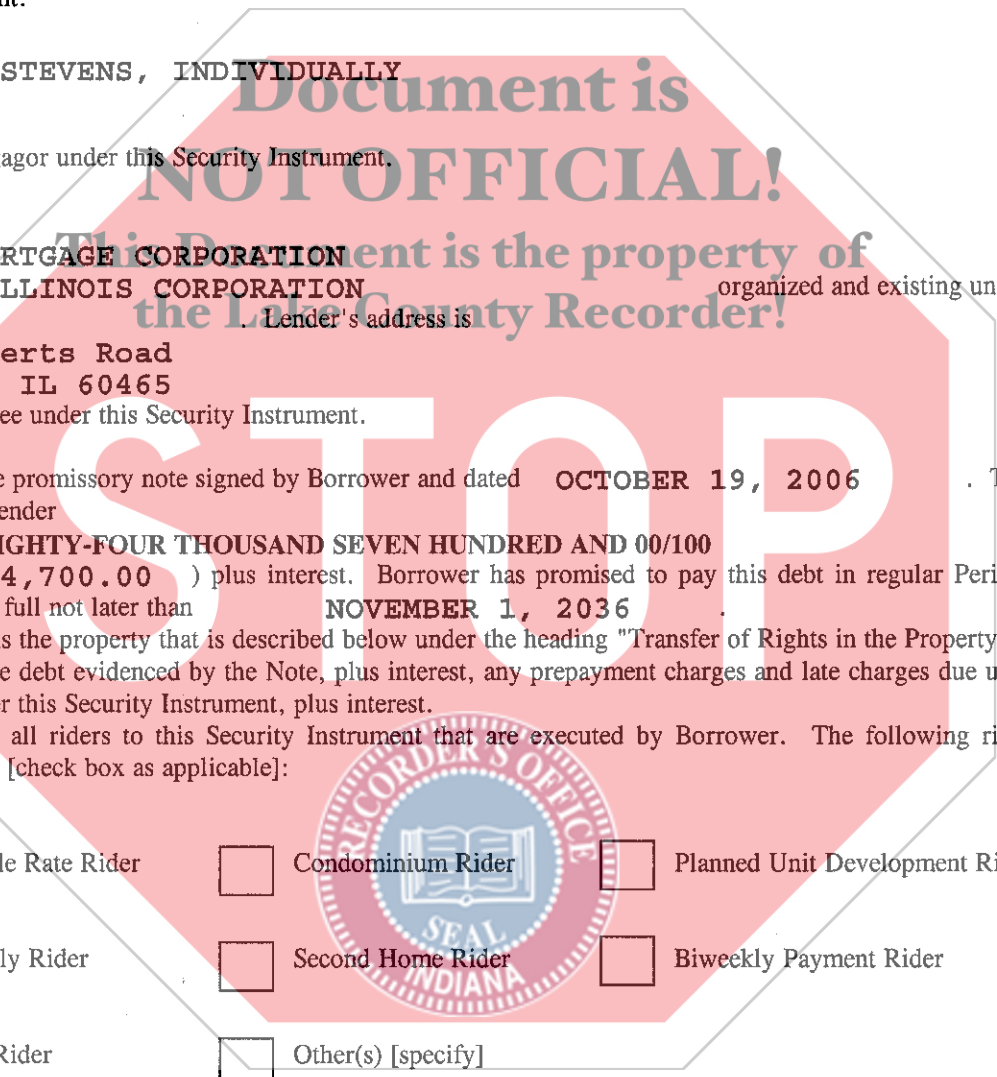 nt.
STEVENS, INDIVIDUALLY
Document is
agor under this Security Instrument.
NOT OFFICIAL!
This Document is the property of
RTGAGE CORPORATION
LLINOIS CORPORATION organized and existing un
the Lake County Recorder!
. Lender's address is
erts Road
IL 60465
ee under this Security Instrument.
STOP
e promissory note signed by Borrower and dated OCTOBER 19, 2006 . T
ender
IGHTY-FOUR THOUSAND SEVEN HUNDRED AND 00/100
4,700.00 ) plus interest. Borrower has promised to pay this debt in regular Peri
full not later than NOVEMBER 1, 2036 .
s the property that is described below under the heading "Transfer of Rights in the Property
e debt evidenced by the Note, plus interest, any prepayment charges and late charges due u
r this Security Instrument, plus interest.
all riders to this Security Instrument that are executed by Borrower. The following ri
[check box as applicable]:
RECORDER'S OFFICE
le Rate Rider Condominium Rider Planned Unit Development Ri
SEAL
ly Rider Second Home Rider Biweekly Payment Rider
INDIANA
Rider Other(s) [specify]